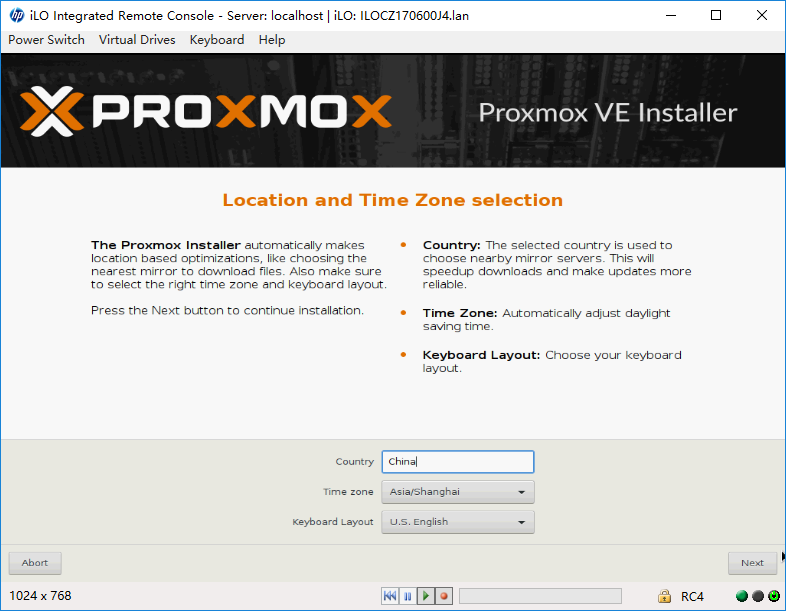 iLO Integrated Remote Console - Server: localhost | iLO: ILOCZ170600J4.lan
Power Switch Virtual Drives Keyboard Help
PROXMOX
Proxmox VE Installer
Location and Time Zone selection
The Proxmox Installer automatically makes
location based optimizations, like choosing the
nearest mirror to download files. Also make sure
to select the right time zone and keyboard layout.
Press the Next button to continue installation.
Country: The selected country is used to
choose nearby mirror servers. This will
speedup downloads and make updates more
reliable.
Time Zone: Automatically adjust daylight
saving time.
Keyboard Layout: Choose your keyboard
layout.
Country China
Time zone Asia/Shanghai
Keyboard Layout U.S. English
Abort Next
1024 x 768 RC4